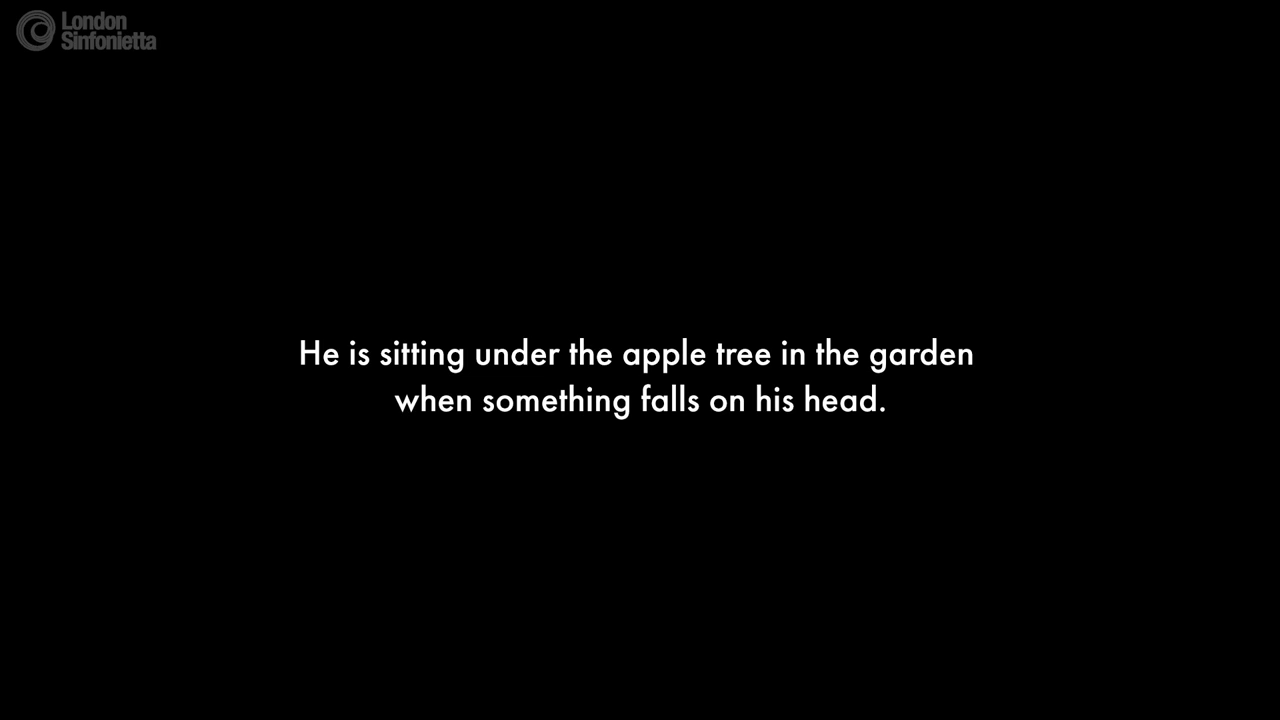 London
Sinfonietta
He is sitting under the apple tree in the garden
when something falls on his head.